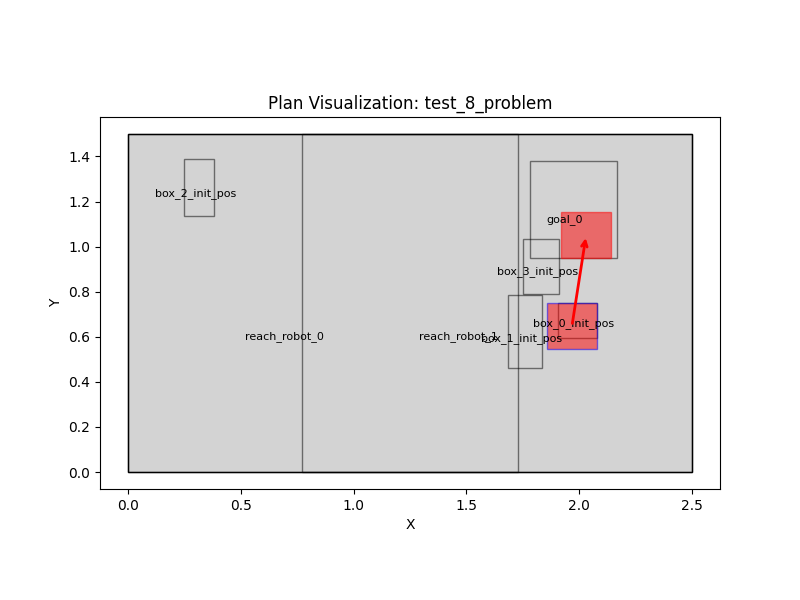 Plan Visualization: test_8_problem
1.4
1.2
1.0
0.8
0.6
0.4
0.2
0.0
Y
box_2_init_pos
goal_0
box_3_init_pos
box_0_init_pos
reach_robot_0
reach_robot_1
box_1_init_pos
0.0
0.5
1.0
1.5
2.0
2.5
X